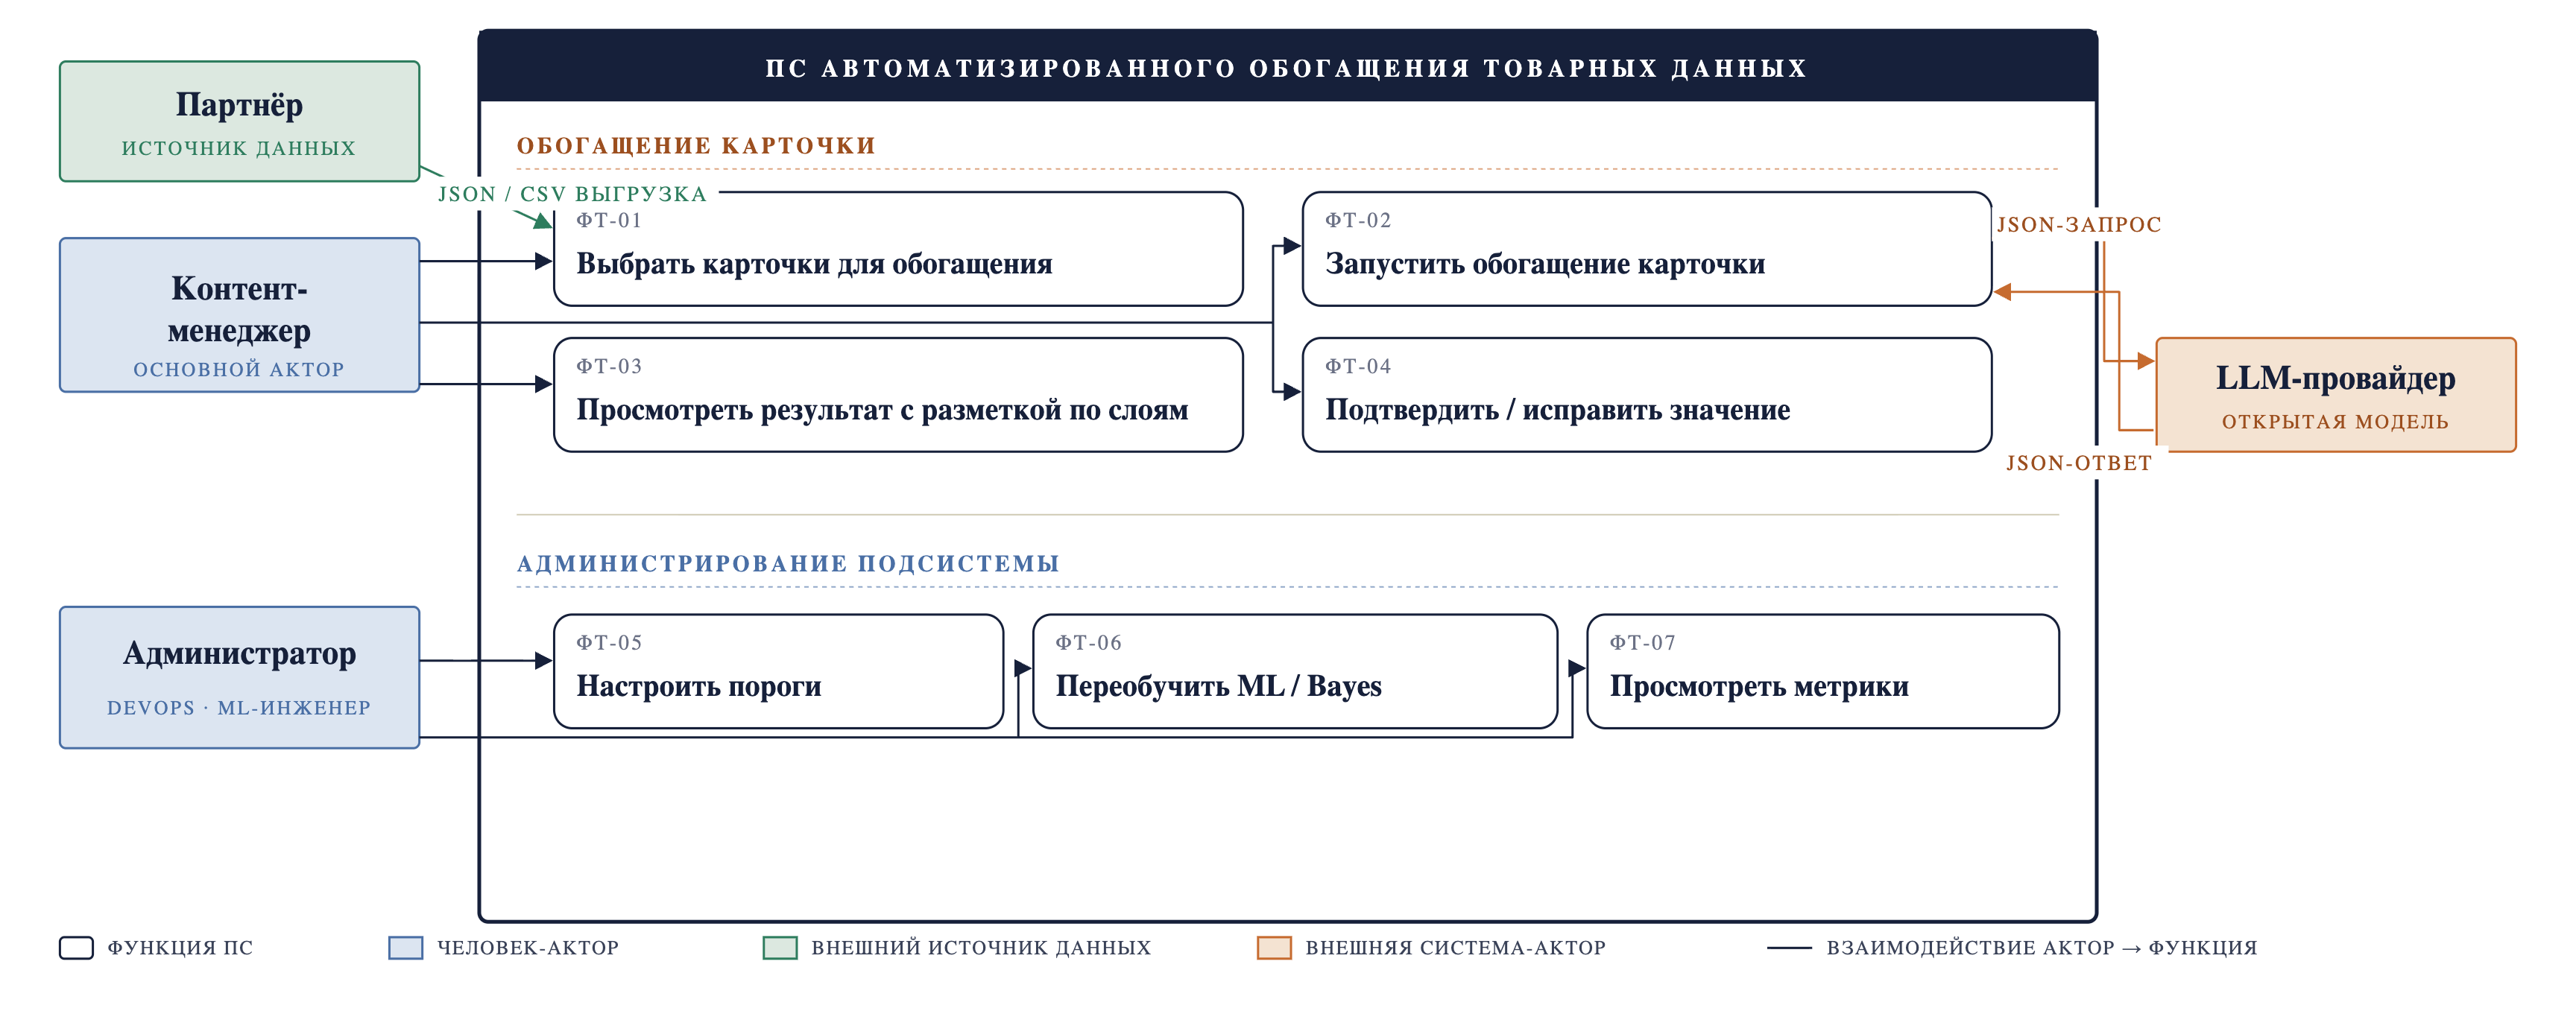 ПС АВТОМАТИЗИРОВАННОГО ОБОГАЩЕНИЯ ТОВАРНЫХ ДАННЫХ
Партнёр
ИСТОЧНИК ДАННЫХ
ОБОГАЩЕНИЕ КАРТОЧКИ
JSON / CSV ВЫГРУЗКА
ФТ-01
Выбрать карточки для обогащения
ФТ-02
Запустить обогащение карточки
JSON-ЗАПРОС
Контент-
менеджер
ОСНОВНОЙ АКТОР
ФТ-03
Просмотреть результат с разметкой по слоям
ФТ-04
Подтвердить / исправить значение
LLM-провайдер
ОТКРЫТАЯ МОДЕЛЬ
JSON-ОТВЕТ
АДМИНИСТРИРОВАНИЕ ПОДСИСТЕМЫ
Администратор
DEVOPS · ML-ИНЖЕНЕР
ФТ-05
Настроить пороги
ФТ-06
Переобучить ML / Bayes
ФТ-07
Просмотреть метрики
ФУНКЦИЯ ПС
ЧЕЛОВЕК-АКТОР
ВНЕШНИЙ ИСТОЧНИК ДАННЫХ
ВНЕШНЯЯ СИСТЕМА-АКТОР
ВЗАИМОДЕЙСТВИЕ АКТОР → ФУНКЦИЯ